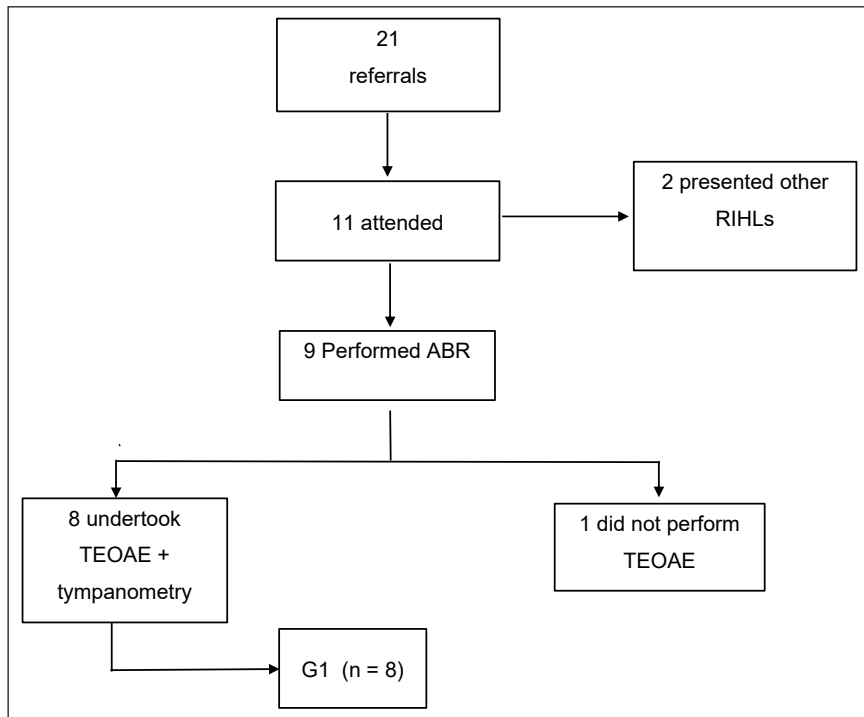 21
referrals
11 attended
2 presented other
RIHLs
9 Performed ABR
8 undertook
TEOAE +
tympanometry
1 did not perform
TEOAE
G1 (n = 8)